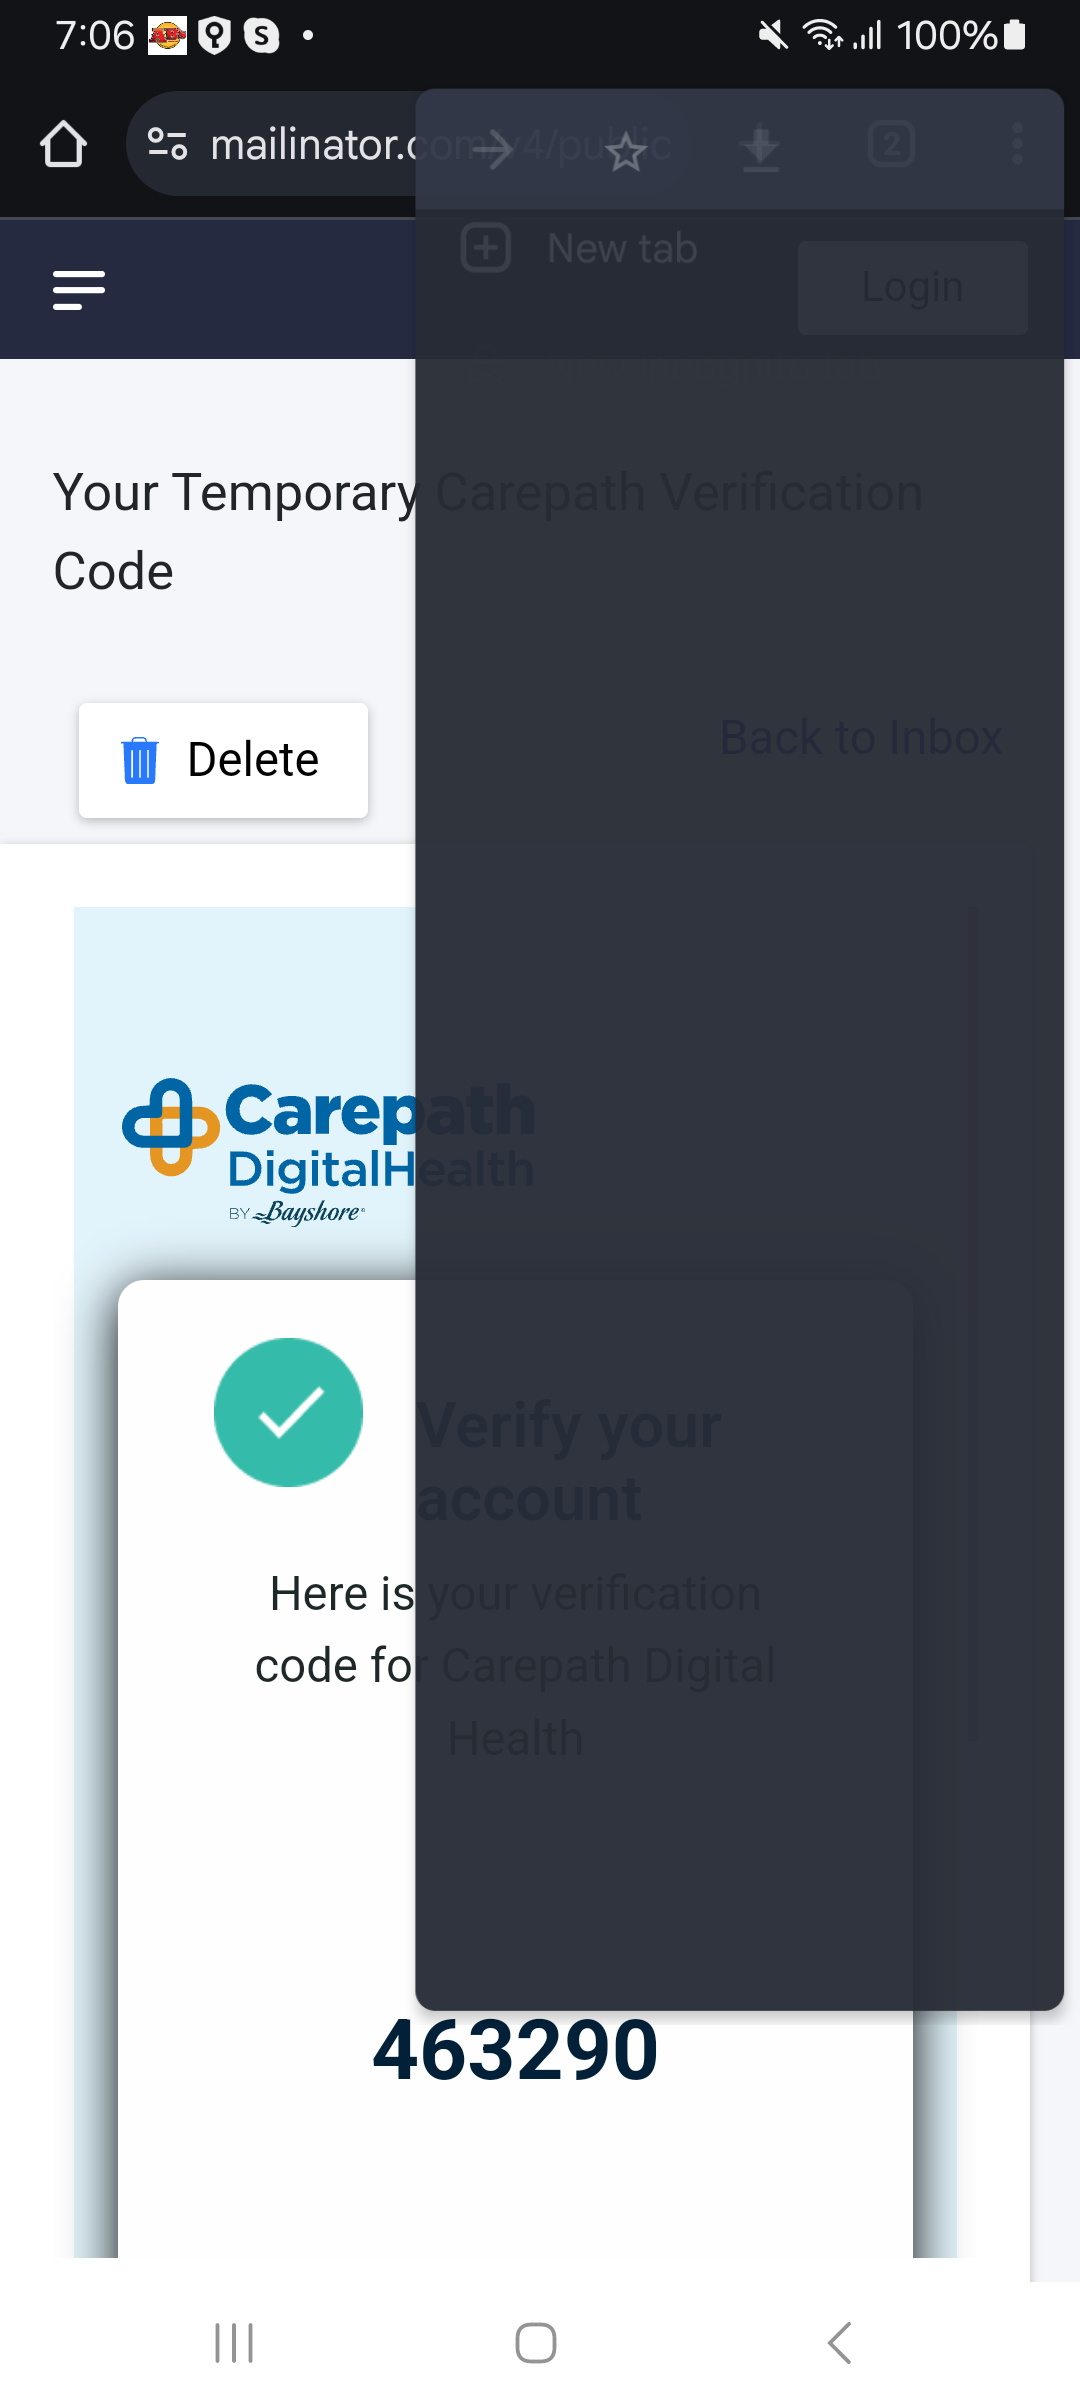 7:06 S 100%
mailinator.com/v4/public 2
New tab
Login
Your Temporary Carepath Verification
Code
Delete
Back to Inbox
Carepath
DigitalHealth
BY Bayshore
Verify your
account
Here is your verification
code for Carepath Digital
Health
463290